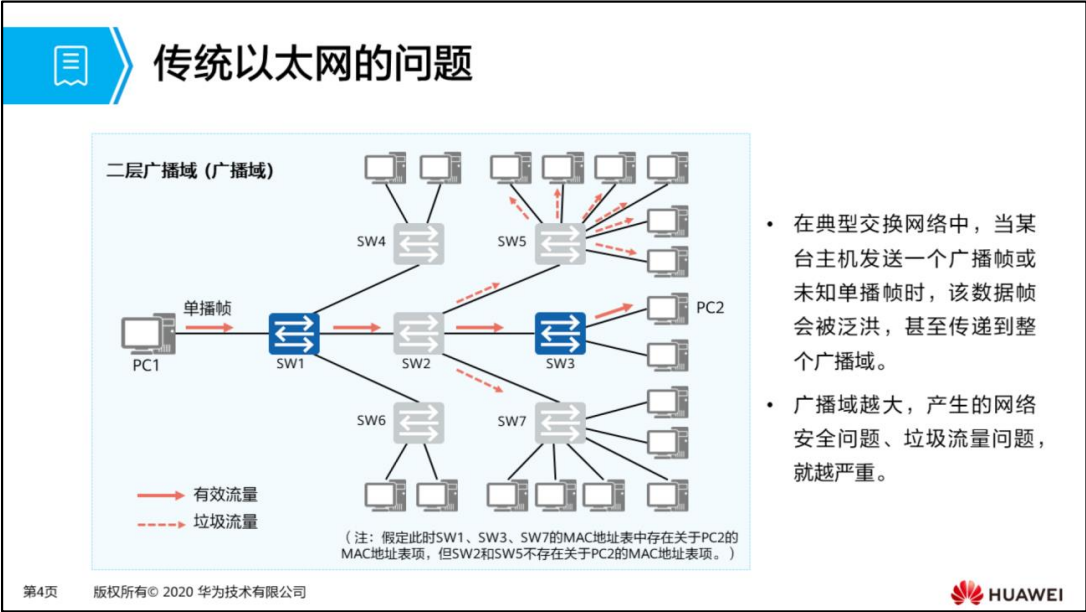 传统以太网的问题
二层广播域 (广播域)
SW4
SW5
单播帧
PC2
PC1
SW1
SW2
SW3
SW6
SW7
有效流量
垃圾流量
（注：假定此时SW1、SW3、SW7的MAC地址表中存在关于PC2的
MAC地址表项，但SW2和SW5不存在关于PC2的MAC地址表项。）
• 在典型交换网络中，当某
台主机发送一个广播帧或
未知单播帧时，该数据帧
会被泛洪，甚至传递到整
个广播域。
• 广播域越大，产生的网络
安全问题、垃圾流量问题，
就越严重。
第4页
版权所有© 2020 华为技术有限公司
HUAWEI